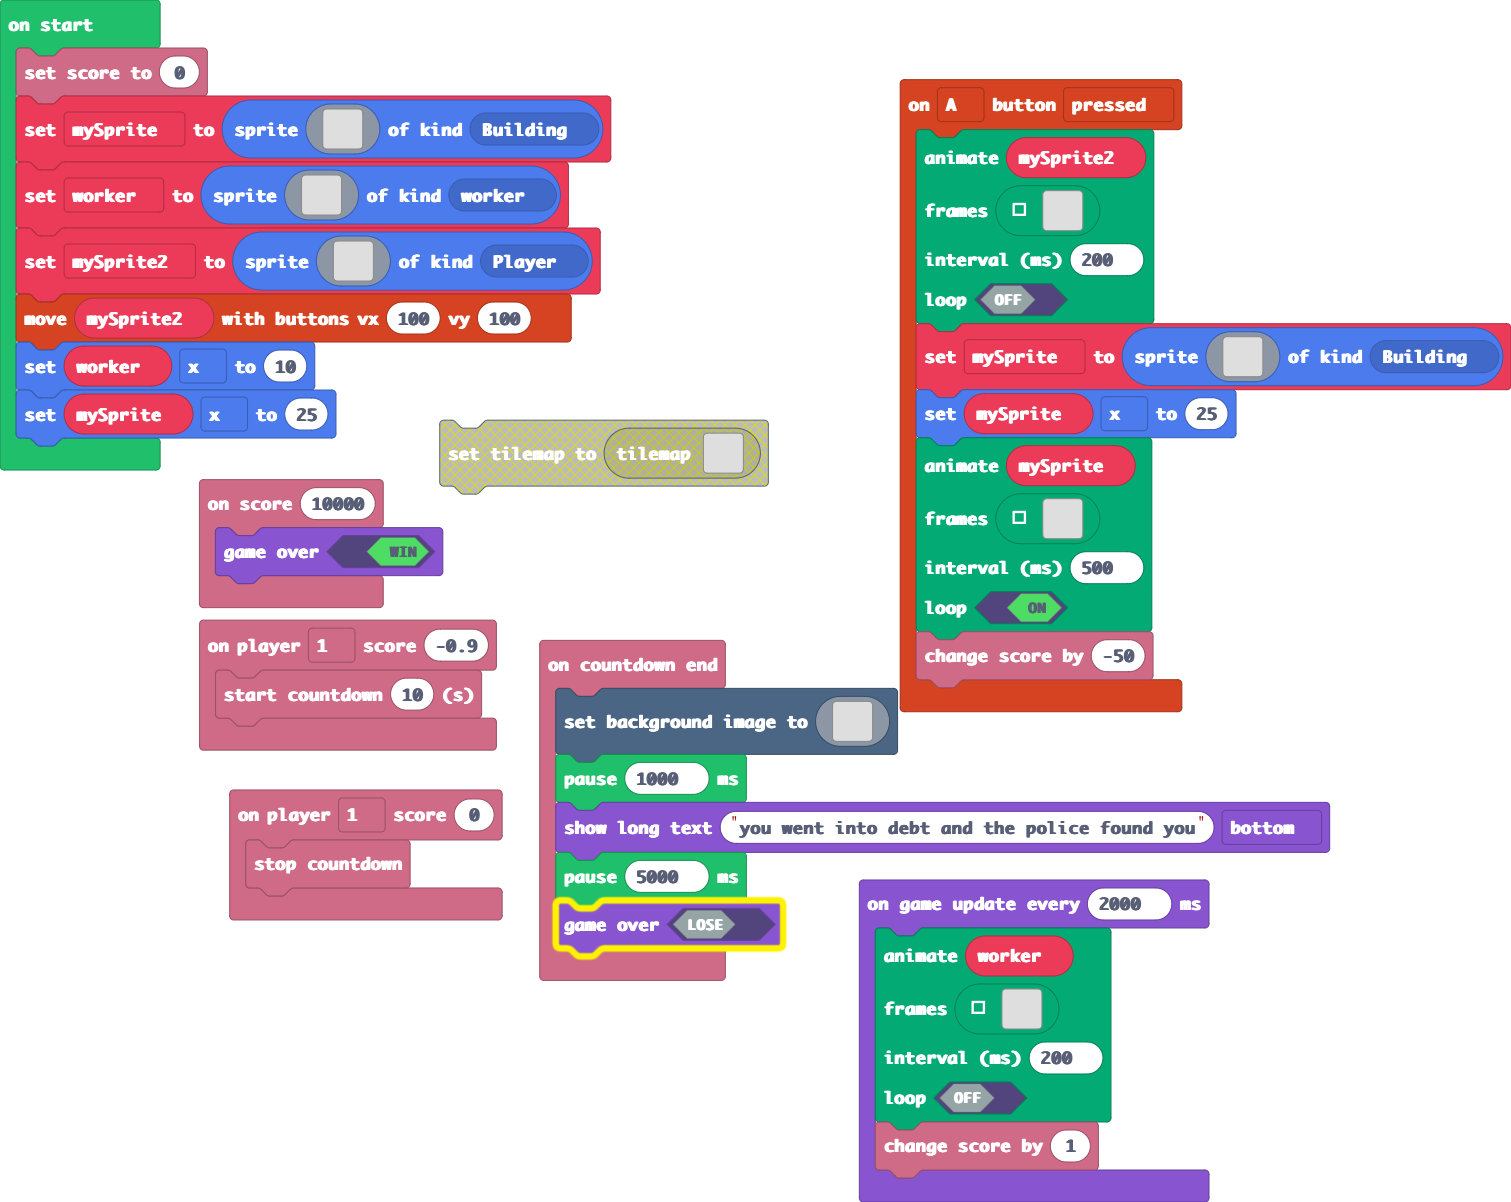 on start
set score to 0
set mySprite to sprite of kind Building
set worker to sprite of kind worker
set mySprite2 to sprite of kind Player
move mySprite2 with buttons vx 100 vy 100
set worker x to 10
set mySprite x to 25
set tilemap to tilemap
on score 10000
game over WIN
on player 1 score -0.9
start countdown 10 (s)
on player 1 score 0
stop countdown
on countdown end
set background image to
pause 1000 ms
show long text "you went into debt and the police found you" bottom
pause 5000 ms
game over LOSE
on A button pressed
animate mySprite2
frames
interval (ms) 200
loop OFF
set mySprite to sprite of kind Building
set mySprite x to 25
animate mySprite
frames
interval (ms) 500
loop ON
change score by -50
on game update every 2000 ms
animate worker
frames
interval (ms) 200
loop OFF
change score by 1